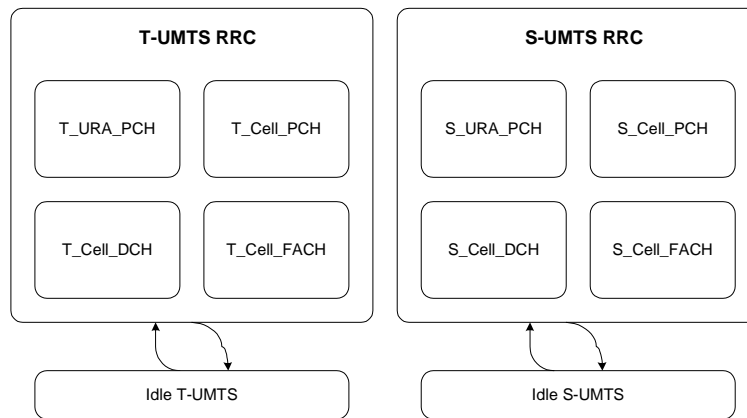 T-UMTS RRC
T_URA_PCH
T_Cell_PCH
T_Cell_DCH
T_Cell_FACH
Idle T-UMTS
S-UMTS RRC
S_URA_PCH
S_Cell_PCH
S_Cell_DCH
S_Cell_FACH
Idle S-UMTS